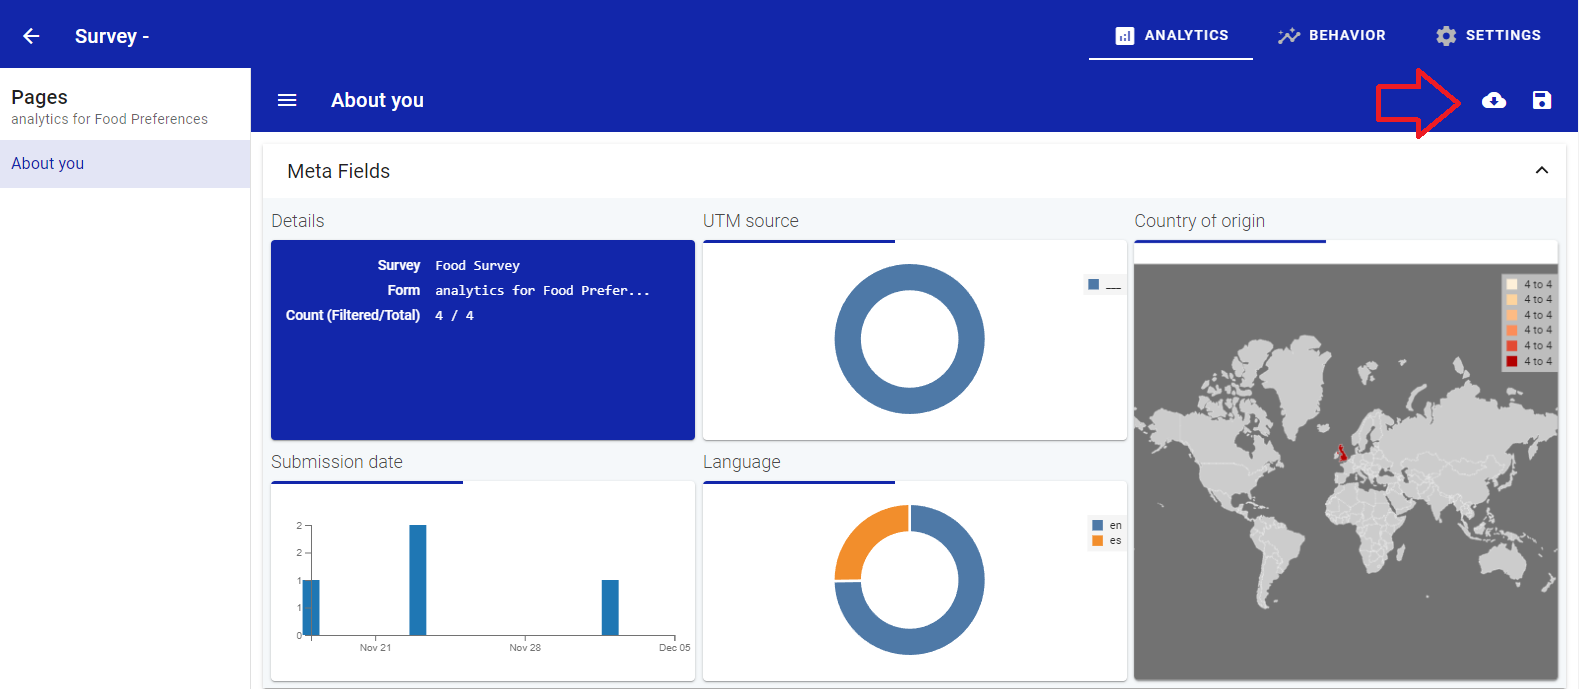 Survey -
ANALYTICS
BEHAVIOR
SETTINGS
Pages
analytics for Food Preferences
About you
About you
Meta Fields
Details
Survey Food Survey
Form analytics for Food Prefer...
Count (Filtered/Total) 4 / 4
UTM source
___
Country of origin
4 to 4
4 to 4
4 to 4
4 to 4
4 to 4
4 to 4
Submission date
2
2
1
1
0
Nov 21
Nov 28
Dec 05
Language
en
es